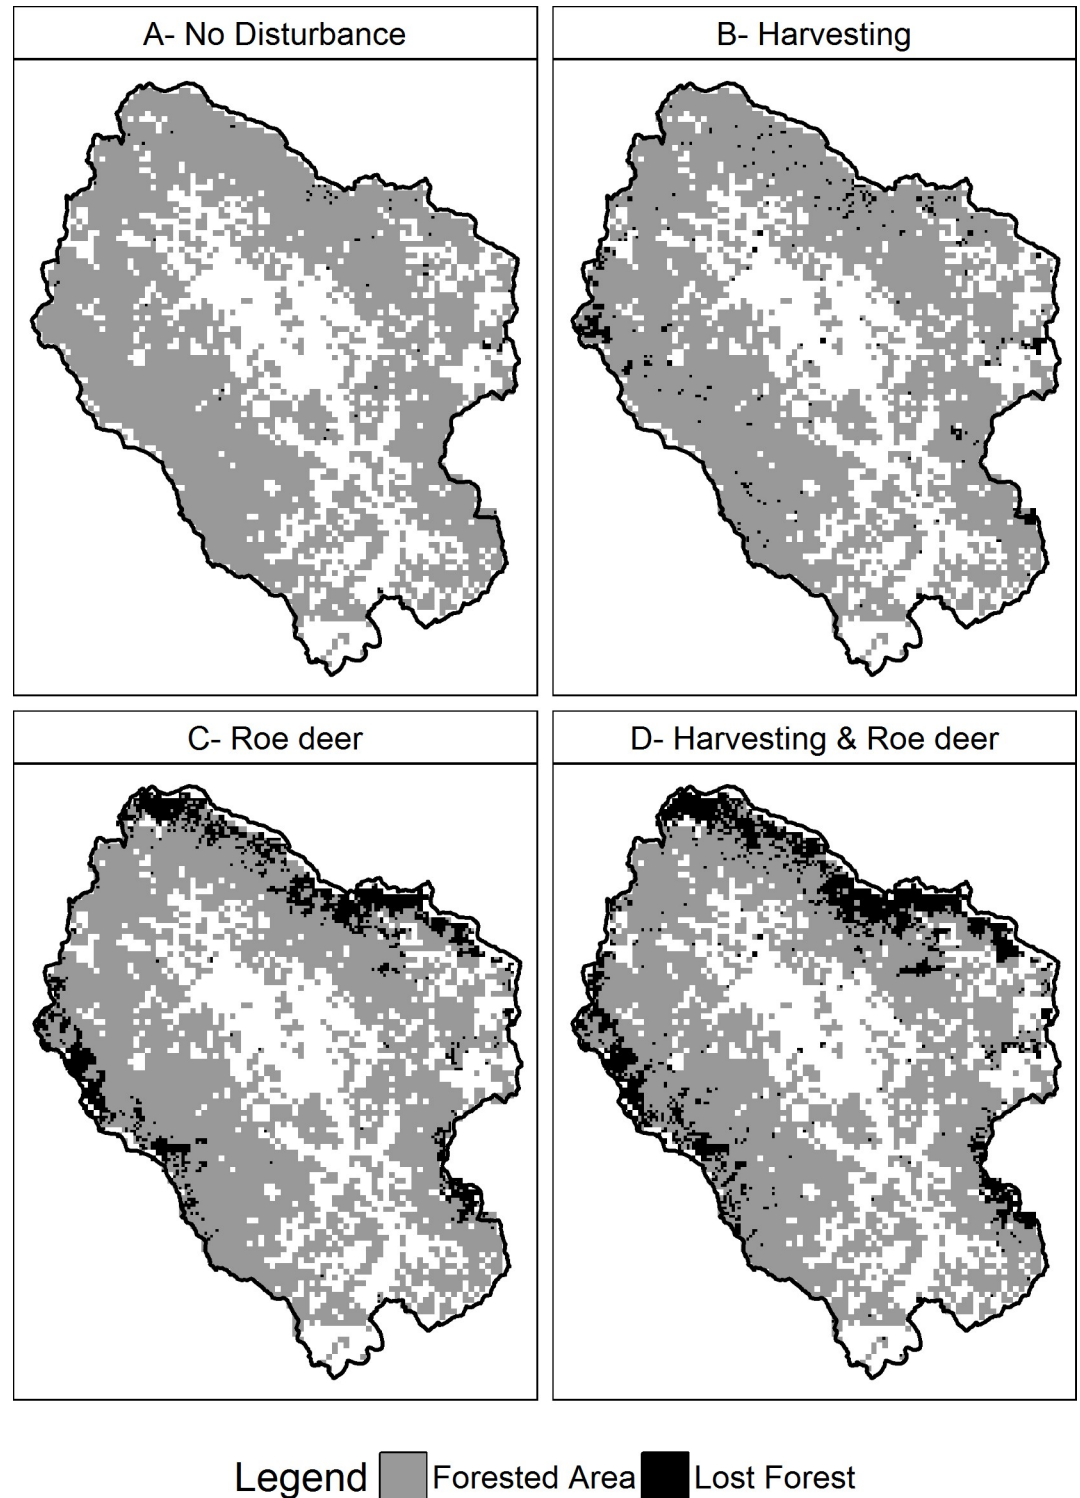 A- No Disturbance
B- Harvesting
C- Roe deer
D- Harvesting & Roe deer
Legend Forested Area Lost Forest